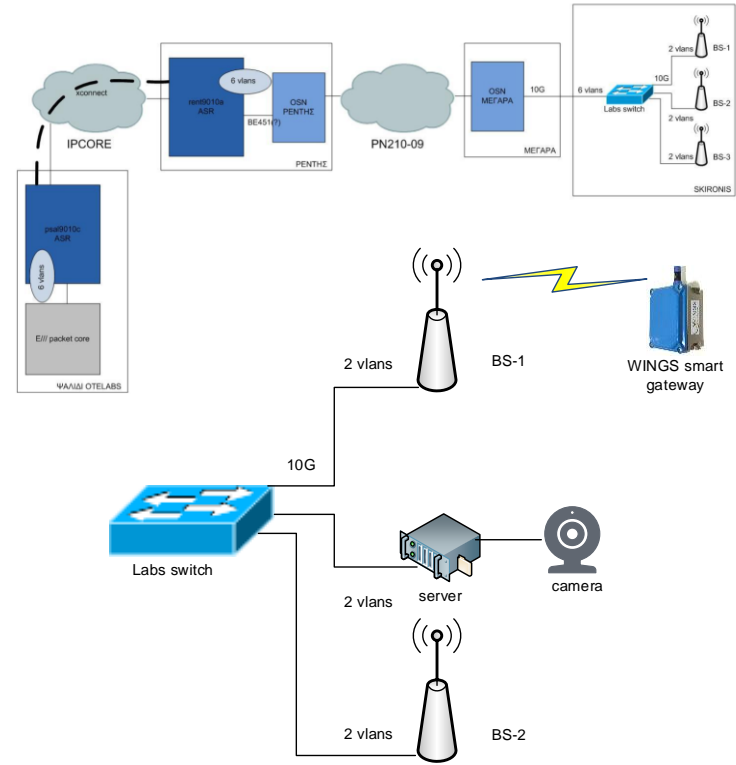 xconnect
IPCORE
rent9010a
ASR
6 vlans
OSN
ΡΕΝΤΗΣ
BE451(?)
ΡΕΝΤΗΣ
PN210-09
OSN
ΜΕΓΑΡΑ
10G
ΜΕΓΑΡΑ
6 vlans
Labs switch
10G
2 vlans
BS-1
BS-2
2 vlans
2 vlans
BS-3
SKIRONIS
psal9010c
ASR
6 vlans
E/// packet core
ΨΑΛΙΔΙ OTELABS
2 vlans
BS-1
WINGS smart
gateway
10G
Labs switch
2 vlans
server
camera
2 vlans
BS-2